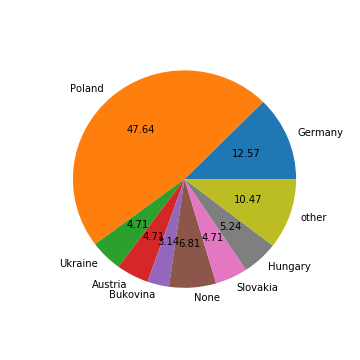 Poland
47.64
Germany
12.57
10.47
other
4.71
4.71
3.14
6.81
4.71
5.24
Ukraine
Austria
Bukovina
None
Slovakia
Hungary